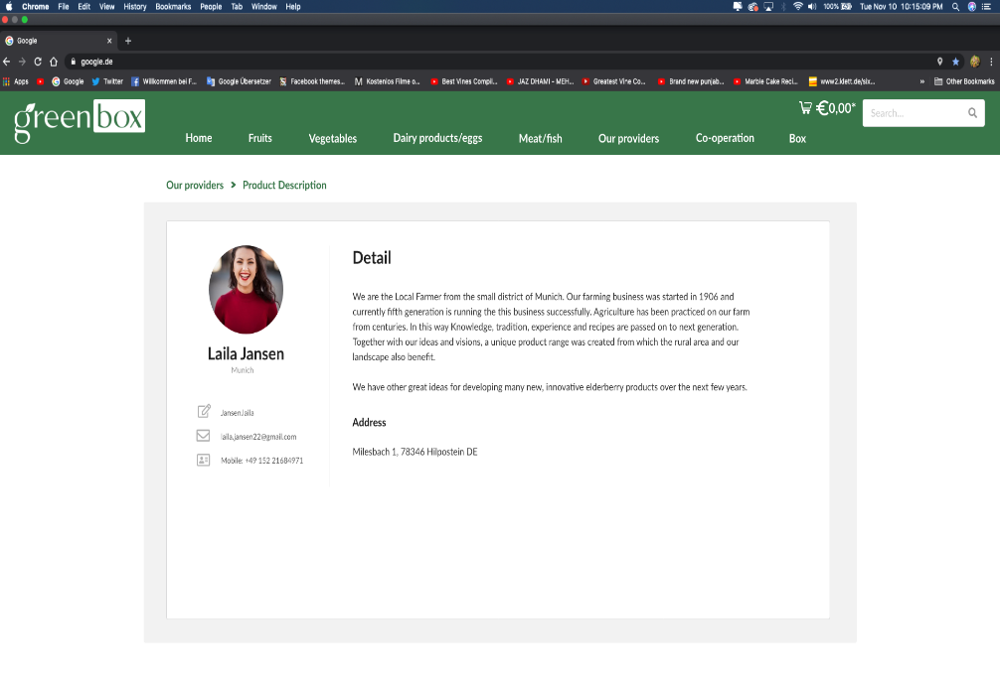 Chrome File Edit View History Bookmarks People Tab Window Help 100% Tue Nov 10 10:15:09 PM
Google
google.de
Apps Google Twitter Willkommen bei F... Google Übersetzer Facebook themes... Kostenlos Filme o... Best Vines Compil... JAZ DHAMI - MEH... Greatest Vine Co... Brand new punjab... Marble Cake Reci... www2.klett.de/six... » Other Bookmarks
greenbox
€0,00*
Search...
Home Fruits Vegetables Dairy products/eggs Meat/fish Our providers Co-operation Box
Our providers > Product Description
Laila Jansen
Munich
JansenJaila
laila.jansen22@gmail.com
Mobile: +49 152 21684971
Detail
We are the Local Farmer from the small district of Munich. Our farming business was started in 1906 and
currently fifth generation is running the this business successfully. Agriculture has been practiced on our farm
from centuries. In this way Knowledge, tradition, experience and recipes are passed on to next generation.
Together with our ideas and visions, a unique product range was created from which the rural area and our
landscape also benefit.
We have other great ideas for developing many new, innovative elderberry products over the next few years.
Address
Milesbach 1, 78346 Hilpostein DE